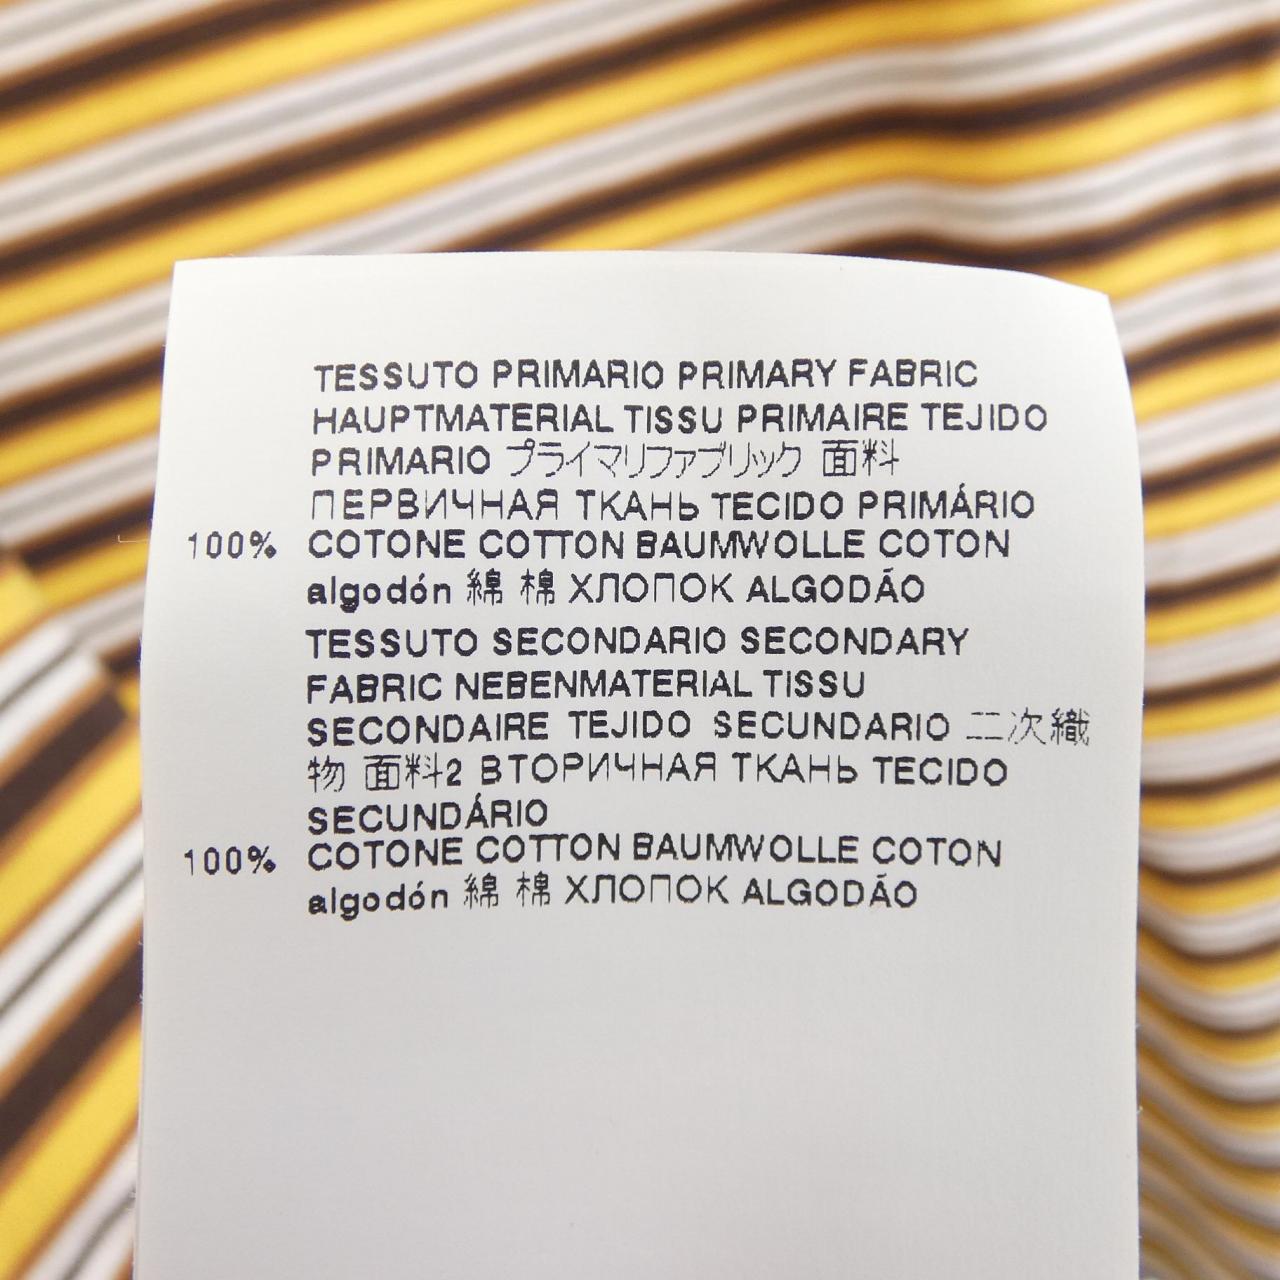 TESSUTO PRIMARIO PRIMARY FABRIC
HAUPTMATERIAL TISSU PRIMAIRE TEJIDO
PRIMARIO プライマリファブリック 面料
ПЕРВИЧНАЯ ТКАНЬ TECIDO PRIMÁRIO
100% COTONE COTTON BAUMWOLLE COTON
algodón 綿 棉 ХЛОПОК ALGODÃO
TESSUTO SECONDARIO SECONDARY
FABRIC NEBENMATERIAL TISSU
SECONDAIRE TEJIDO SECUNDARIO 二次織
物 面料2 ВТОРИЧНАЯ ТКАНЬ TECIDO
SECUNDÁRIO
100% COTONE COTTON BAUMWOLLE COTON
algodón 綿 棉 ХЛОПОК ALGODÃO